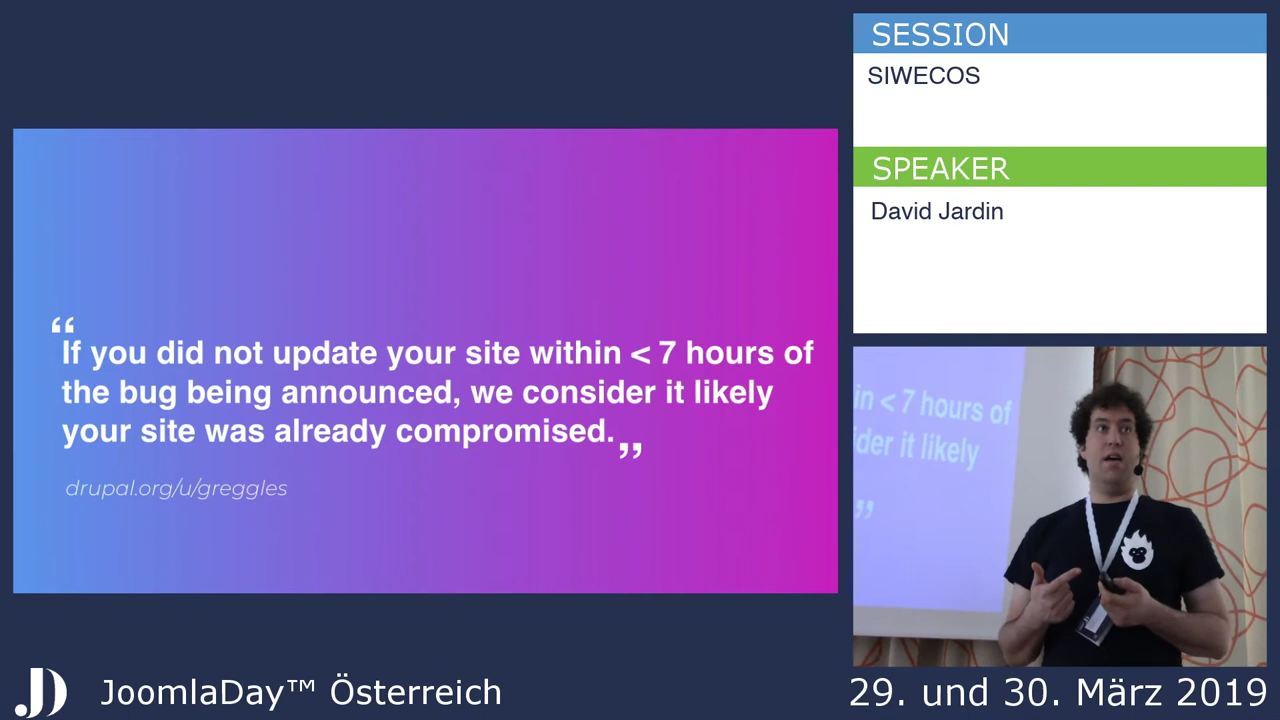 SESSION
SIWECOS
SPEAKER
David Jardin
“
If you did not update your site within < 7 hours of
the bug being announced, we consider it likely
your site was already compromised.
”
drupal.org/u/greggles
in < 7 hours of
der it likely
”
JD JoomlaDay™ Österreich
29. und 30. März 2019